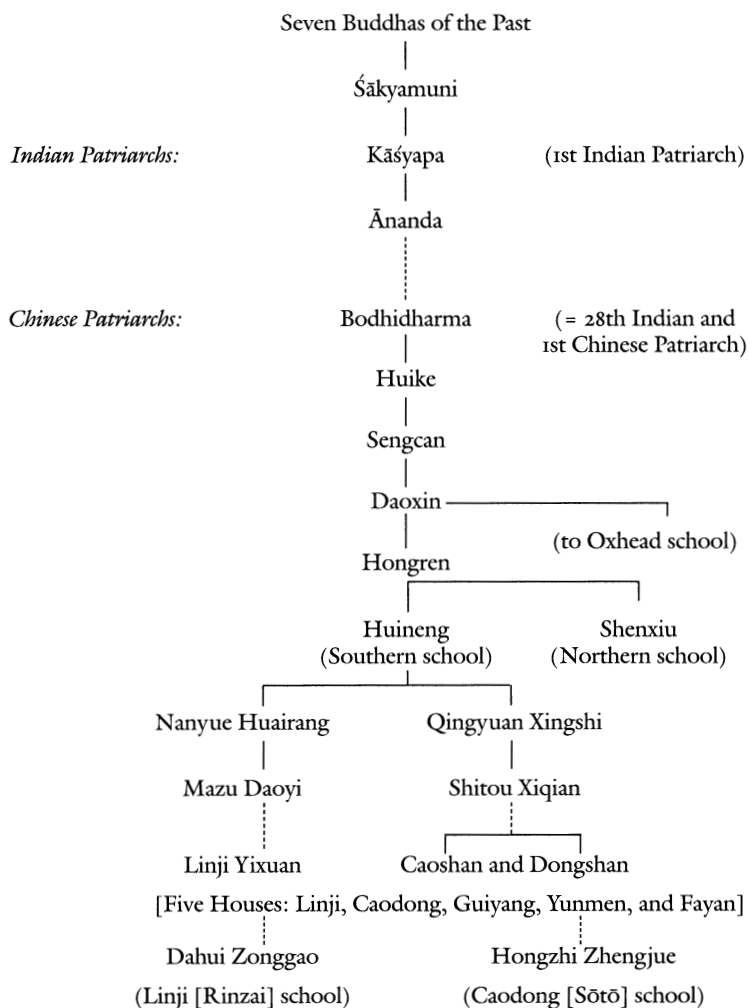 Seven Buddhas of the Past
Śākyamuni
Indian Patriarchs: Kāśyapa (1st Indian Patriarch)
Ānanda
Chinese Patriarchs: Bodhidharma (= 28th Indian and
1st Chinese Patriarch)
Huike
Sengcan
Daoxin
(to Oxhead school)
Hongren
Huineng Shenxiu
(Southern school) (Northern school)
Nanyue Huairang Qingyuan Xingshi
Mazu Daoyi Shitou Xiqian
Linji Yixuan Caoshan and Dongshan
[Five Houses: Linji, Caodong, Guiyang, Yunmen, and Fayan]
Dahui Zonggao Hongzhi Zhengjue
(Linji [Rinzai] school) (Caodong [Sōtō] school)